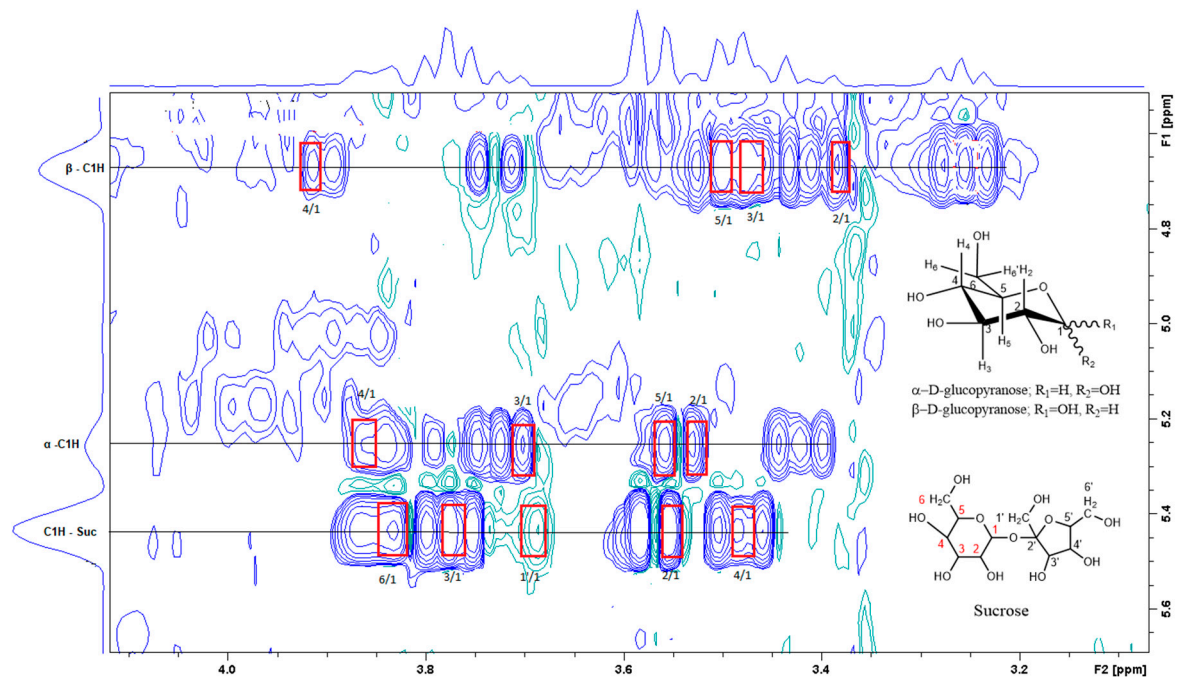 F1 [ppm]
β - C1H
4/1
5/1
3/1
2/1
4.8
5.0
α -C1H
4/1
3/1
5/1
2/1
5.2
C1H - Suc
6/1
3/1
1'/1
2/1
4/1
5.4
5.6
4.0
3.8
3.6
3.4
3.2
F2 [ppm]
OH
H4
H6
H6'
H2
4
6
5
O
HO
2
HO
3
OH
1
R1
H5
R2
H3
α–D-glucopyranose; R1=H, R2=OH
β–D-glucopyranose; R1=OH, R2=H
OH
6
5
HO
O
4
1
3
2
HO
OH
OH
1'
H2C
O
2'
O
5'
6'
CH2
OH
4'
3'
HO
OH
Sucrose